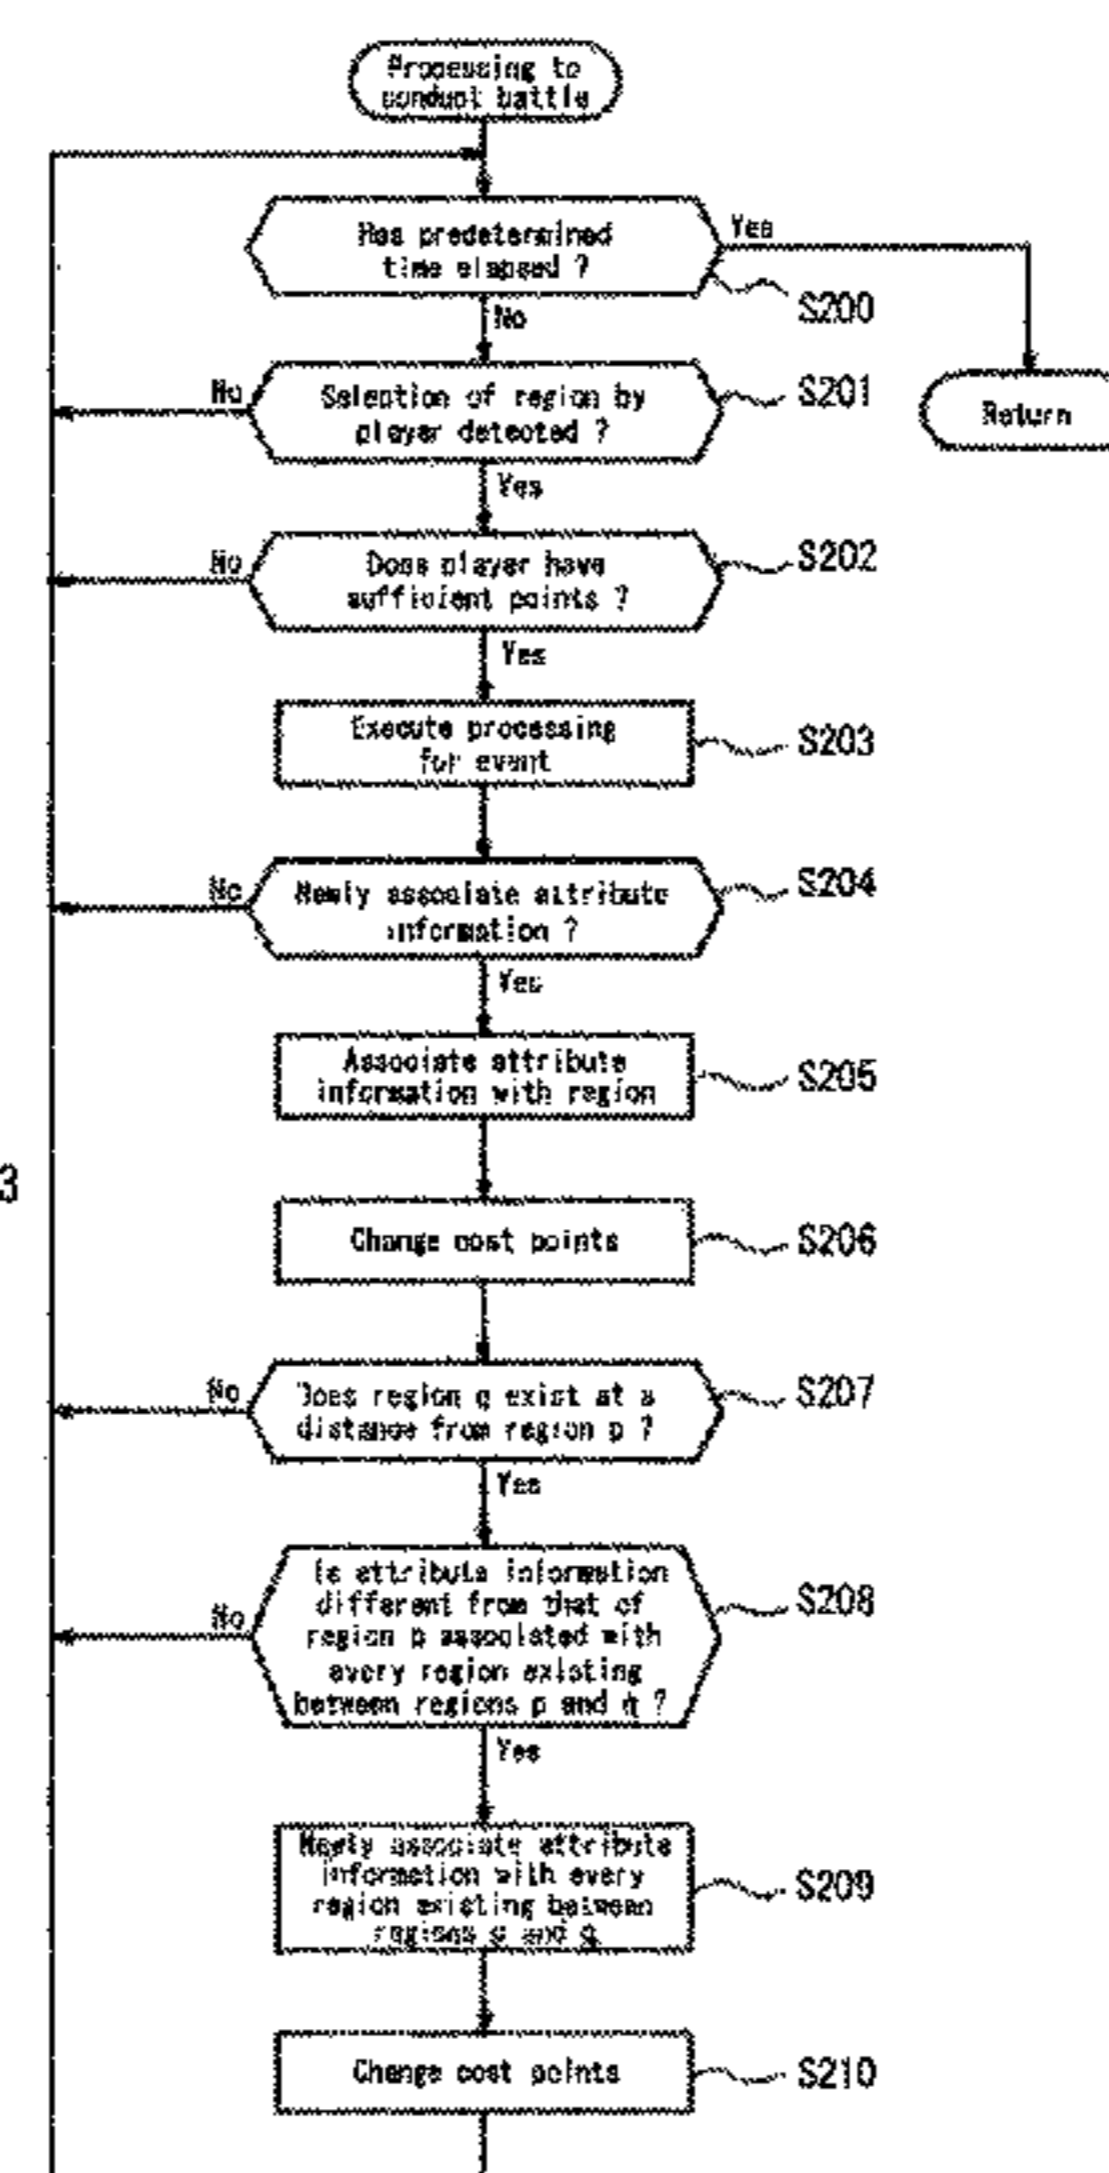 Processing to
conduct battle
Has predetermined
time elapsed ?
Yes
S200
No
Return
Selection of region by
player detected ?
No
S201
Yes
Does player have
sufficient points ?
No
S202
Yes
Execute processing
for event
S203
Newly associate attribute
information ?
No
S204
Yes
Associate attribute
information with region
S205
3
Change cost points
S206
Does region q exist at a
distance from region p ?
No
S207
Yes
Is attribute information
different from that of
region p associated with
every region existing
between regions p and q ?
No
S208
Yes
Newly associate attribute
information with every
region existing between
regions p and q
S209
Change cost points
S210